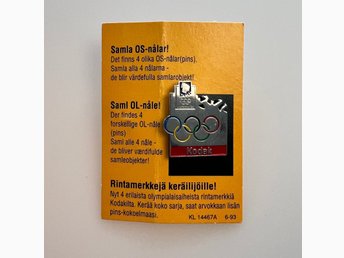 Samla OS-nålar!
Det finns 4 olika OS-nålar(pins).
Samla alla 4 nålarna -
de blir värdefulla samlarobjekt!
Saml OL-nåle!
Der findes 4
forskellige OL-nåle
(pins)
Saml alle 4 nåle -
de bliver værdifulde
samleobjekter!
Kodak
Rintamerkkejä keräilijöille!
Nyt 4 erilaista olympialaisaiheista rintamerkkiä
Kodakilta. Kerää koko sarja, saat arvokkaan lisän
pins-kokoelmaasi.
KL 14467A 6-93